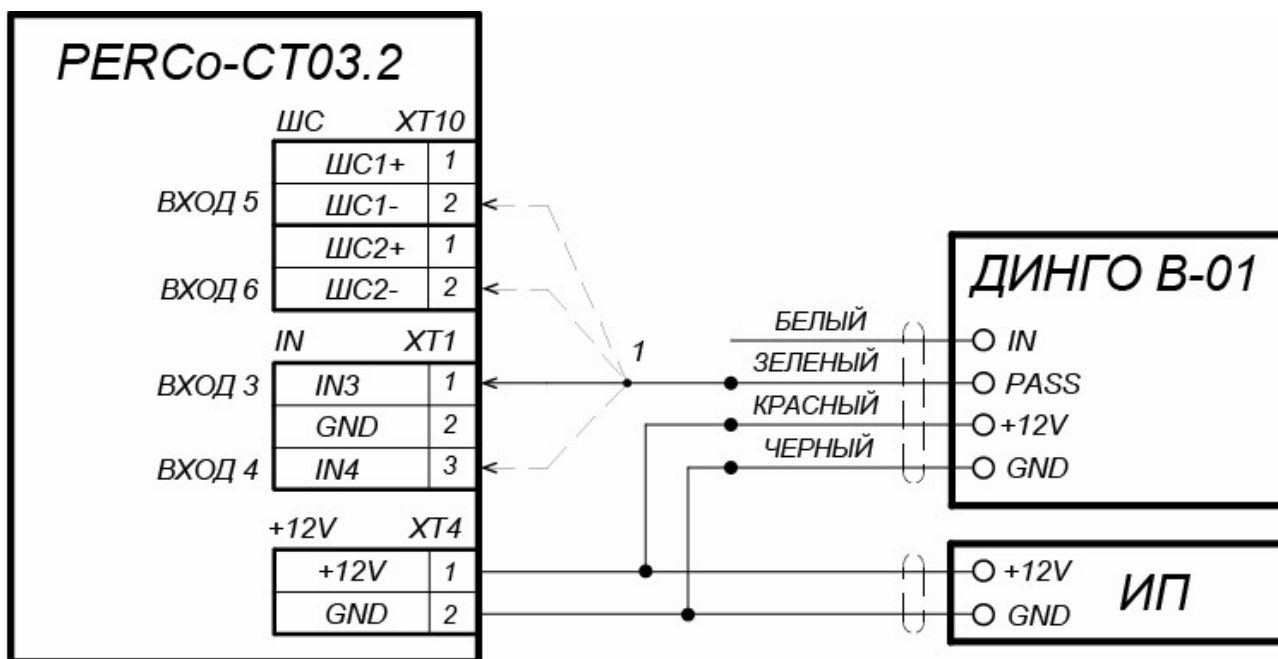 PERCo-CT03.2
ШС XT10
ШС1+ 1
ВХОД 5 ШС1- 2
ШС2+ 1
ВХОД 6 ШС2- 2
IN XT1
ВХОД 3 IN3 1
GND 2
ВХОД 4 IN4 3
+12V XT4
+12V 1
GND 2
1
БЕЛЫЙ
ЗЕЛЕНЫЙ
КРАСНЫЙ
ЧЕРНЫЙ
ДИНГО В-01
IN
PASS
+12V
GND
+12V
ИП
GND